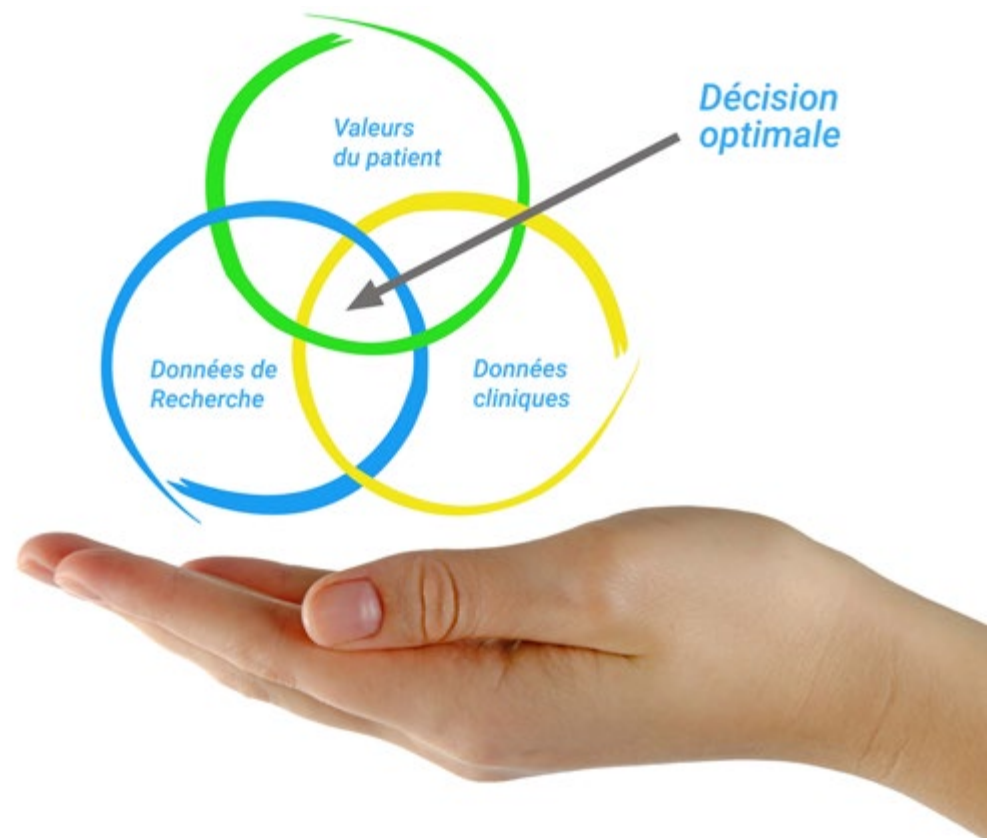 Décision
optimale
Valeurs
du patient
Données de
Recherche
Données
cliniques